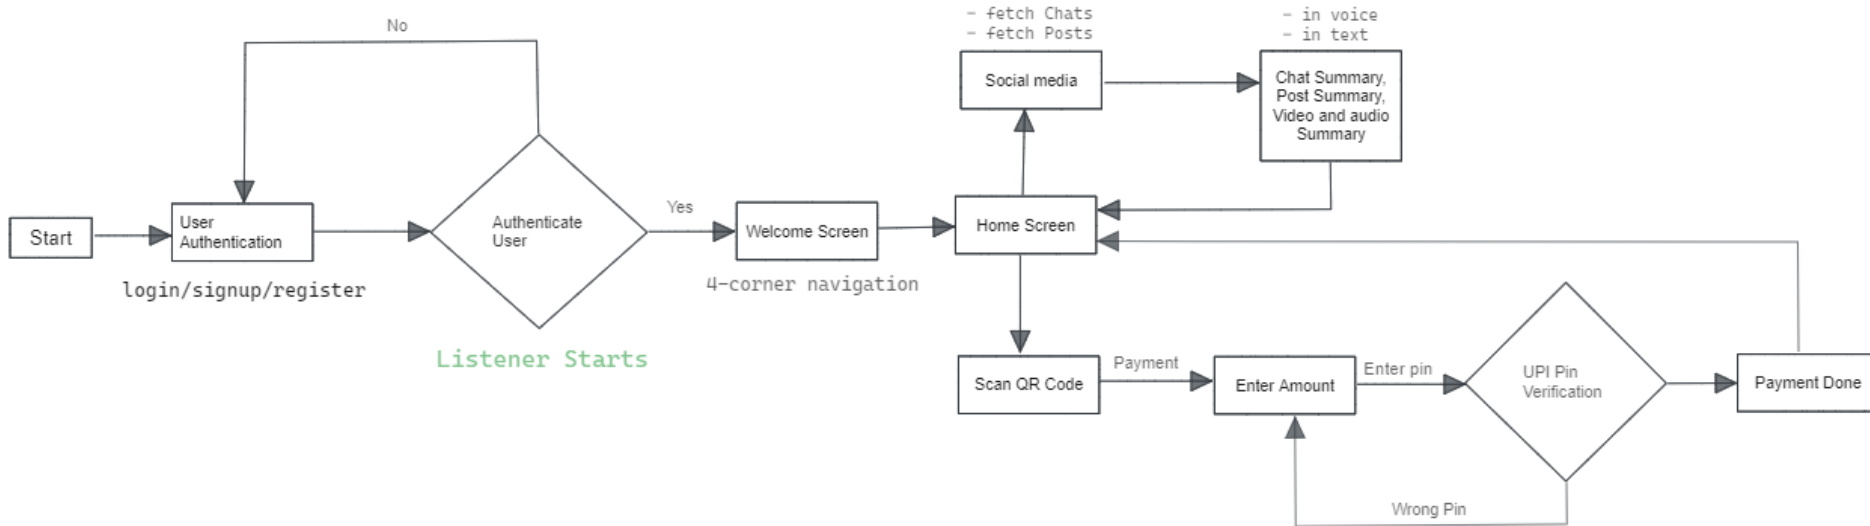 No
- fetch Chats
- fetch Posts
- in voice
- in text
Social media
Chat Summary,
Post Summary,
Video and audio
Summary
Start
User
Authentication
login/signup/register
Authenticate
User
Listener Starts
Yes
Welcome Screen
4-corner navigation
Home Screen
Scan QR Code
Payment
Enter Amount
Enter pin
UPI Pin
Verification
Payment Done
Wrong Pin